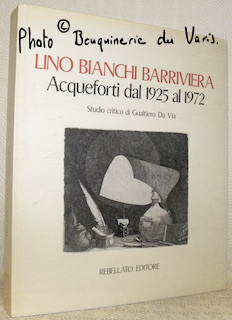 Photo © Bouquinerie du Varis.
LINO BIANCHI BARRIVIERA
Acqueforti dal 1925 al 1972
Studio critico di Gualtiero Da Vià
REBELLATO EDITORE